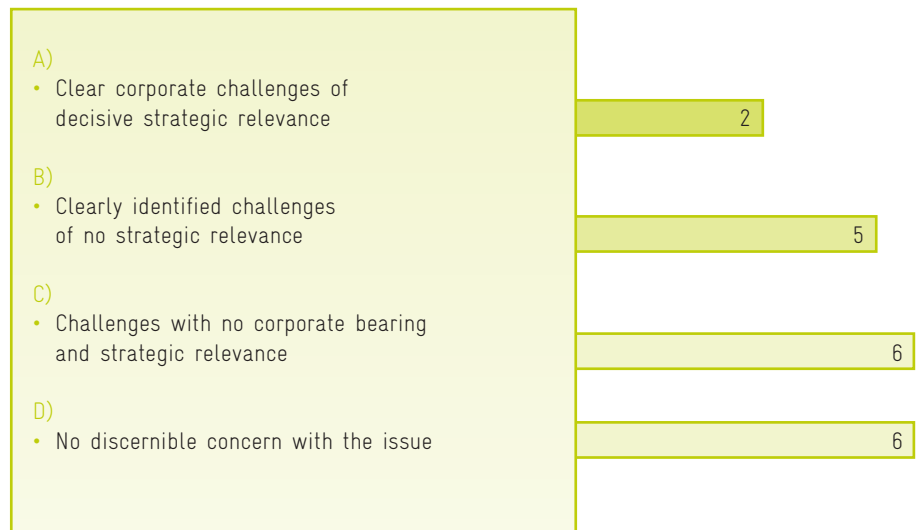 A)
• Clear corporate challenges of
decisive strategic relevance
2
B)
• Clearly identified challenges
of no strategic relevance
5
C)
• Challenges with no corporate bearing
and strategic relevance
6
D)
• No discernible concern with the issue
6